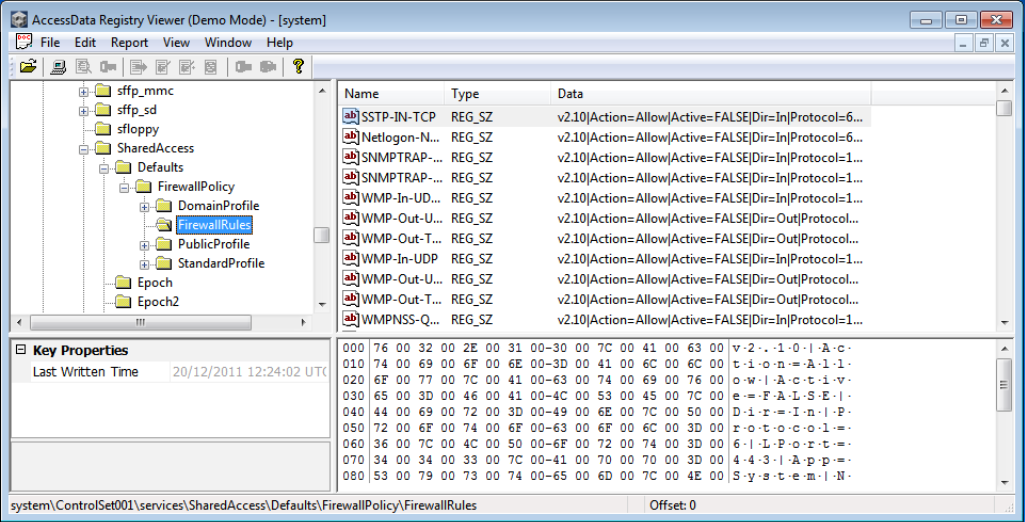 AccessData Registry Viewer (Demo Mode) - [system]
File Edit Report View Window Help
sffp_mmc
sffp_sd
sfloppy
SharedAccess
Defaults
FirewallPolicy
DomainProfile
FirewallRules
PublicProfile
StandardProfile
Epoch
Epoch2
Name Type Data
SSTP-IN-TCP REG_SZ v2.10|Action=Allow|Active=FALSE|Dir=In|Protocol=6...
Netlogon-N... REG_SZ v2.10|Action=Allow|Active=FALSE|Dir=In|Protocol=6...
SNMPTRAP-... REG_SZ v2.10|Action=Allow|Active=FALSE|Dir=In|Protocol=1...
SNMPTRAP-... REG_SZ v2.10|Action=Allow|Active=FALSE|Dir=In|Protocol=1...
WMP-In-UD... REG_SZ v2.10|Action=Allow|Active=FALSE|Dir=In|Protocol=1...
WMP-Out-U... REG_SZ v2.10|Action=Allow|Active=FALSE|Dir=Out|Protocol...
WMP-Out-T... REG_SZ v2.10|Action=Allow|Active=FALSE|Dir=Out|Protocol...
WMP-In-UDP REG_SZ v2.10|Action=Allow|Active=FALSE|Dir=In|Protocol=1...
WMP-Out-U... REG_SZ v2.10|Action=Allow|Active=FALSE|Dir=Out|Protocol...
WMP-Out-T... REG_SZ v2.10|Action=Allow|Active=FALSE|Dir=Out|Protocol...
WMPNSS-Q... REG_SZ v2.10|Action=Allow|Active=FALSE|Dir=In|Protocol=1...
Key Properties
Last Written Time 20/12/2011 12:24:02 UTC
000 76 00 32 00 2E 00 31 00-30 00 7C 00 41 00 63 00 v·2·.·1·0·|·A·c·
010 74 00 69 00 6F 00 6E 00-3D 00 41 00 6C 00 6C 00 t·i·o·n·=·A·l·l·
020 6F 00 77 00 7C 00 41 00-63 00 74 00 69 00 76 00 o·w·|·A·c·t·i·v·
030 65 00 3D 00 46 00 41 00-4C 00 53 00 45 00 7C 00 e·=·F·A·L·S·E·|·
040 44 00 69 00 72 00 3D 00-49 00 6E 00 7C 00 50 00 D·i·r·=·I·n·|·P·
050 72 00 6F 00 74 00 6F 00-63 00 6F 00 6C 00 3D 00 r·o·t·o·c·o·l·=·
060 36 00 7C 00 4C 00 50 00-6F 00 72 00 74 00 3D 00 6·|·L·P·o·r·t·=·
070 34 00 34 00 33 00 7C 00-41 00 70 00 70 00 3D 00 4·4·3·|·A·p·p·=·
080 53 00 79 00 73 00 74 00-65 00 6D 00 7C 00 4E 00 S·y·s·t·e·m·|·N·
system\ControlSet001\services\SharedAccess\Defaults\FirewallPolicy\FirewallRules Offset: 0